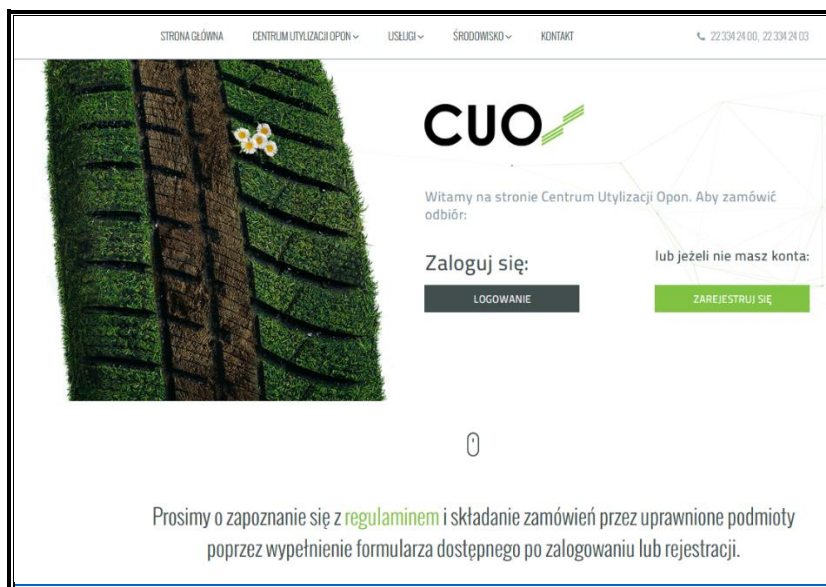 STRONA GŁÓWNA CENTRUM UTYLIZACJI OPON USŁUGI ŚRODOWISKO KONTAKT 22 334 24 00, 22 334 24 03
CUO
Witamy na stronie Centrum Utylizacji Opon. Aby zamówić
odbiór:
Zaloguj się:
lub jeżeli nie masz konta:
LOGOWANIE
ZAREJESTRUJ SIĘ
Prosimy o zapoznanie się z regulaminem i składanie zamówień przez uprawnione podmioty
poprzez wypełnienie formularza dostępnego po zalogowaniu lub rejestracji.